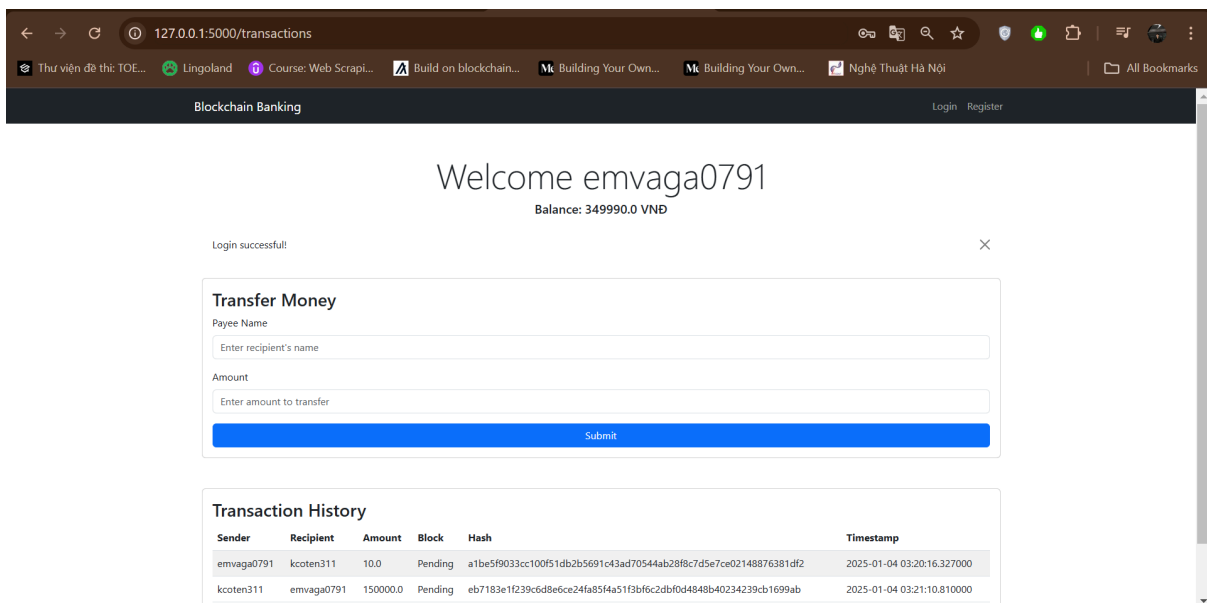 127.0.0.1:5000/transactions
Thư viện đề thi: TOE... Lingoland Course: Web Scrapi... Build on blockchain... Building Your Own... Building Your Own... Nghệ Thuật Hà Nội All Bookmarks
Blockchain Banking Login Register
Welcome emvaga0791
Balance: 349990.0 VNĐ
Login successful!
Transfer Money
Payee Name
Enter recipient's name
Amount
Enter amount to transfer
Submit
Transaction History
Sender Recipient Amount Block Hash Timestamp
emvaga0791 kcoten311 10.0 Pending a1be5f9033cc100f51db2b5691c43ad70544ab28f8c7d5e7ce02148876381df2 2025-01-04 03:20:16.327000
kcoten311 emvaga0791 150000.0 Pending eb7183e1f239c6d8e6ce24fa85f4a51f3bf6c2dbf0d4848b40234239cb1699ab 2025-01-04 03:21:10.810000